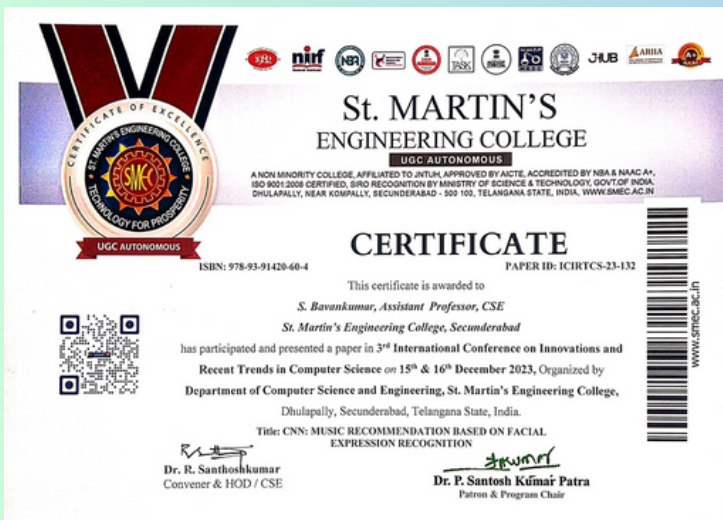 nirf
NBA
TASK
JHUB
ARIIA
St. MARTIN'S
ENGINEERING COLLEGE
UGC AUTONOMOUS
A NON MINORITY COLLEGE, AFFILIATED TO JNTUH, APPROVED BY AICTE, ACCREDITED BY NBA & NAAC A+,
ISO 9001:2008 CERTIFIED, SIRO RECOGNITION BY MINISTRY OF SCIENCE & TECHNOLOGY, GOVT.OF INDIA.
DHULAPALLY, NEAR KOMPALLY, SECUNDERABAD - 500 100, TELANGANA STATE, INDIA, WWW.SMEC.AC.IN
CERTIFICATE OF EXCELLENCE
ST. MARTIN'S ENGINEERING COLLEGE
SMEC
TECHNOLOGY FOR PROSPERITY
UGC AUTONOMOUS
CERTIFICATE
ISBN: 978-93-91420-60-4
PAPER ID: ICIRTCS-23-132
This certificate is awarded to
S. Bavankumar, Assistant Professor, CSE
St. Martin's Engineering College, Secunderabad
has participated and presented a paper in 3rd International Conference on Innovations and
Recent Trends in Computer Science on 15th & 16th December 2023, Organized by
Department of Computer Science and Engineering, St. Martin's Engineering College,
Dhulapally, Secunderabad, Telangana State, India.
Title: CNN: MUSIC RECOMMENDATION BASED ON FACIAL
EXPRESSION RECOGNITION
Dr. R. Santhoshkumar
Convener & HOD / CSE
Dr. P. Santosh Kumar Patra
Patron & Program Chair
www.smec.ac.in